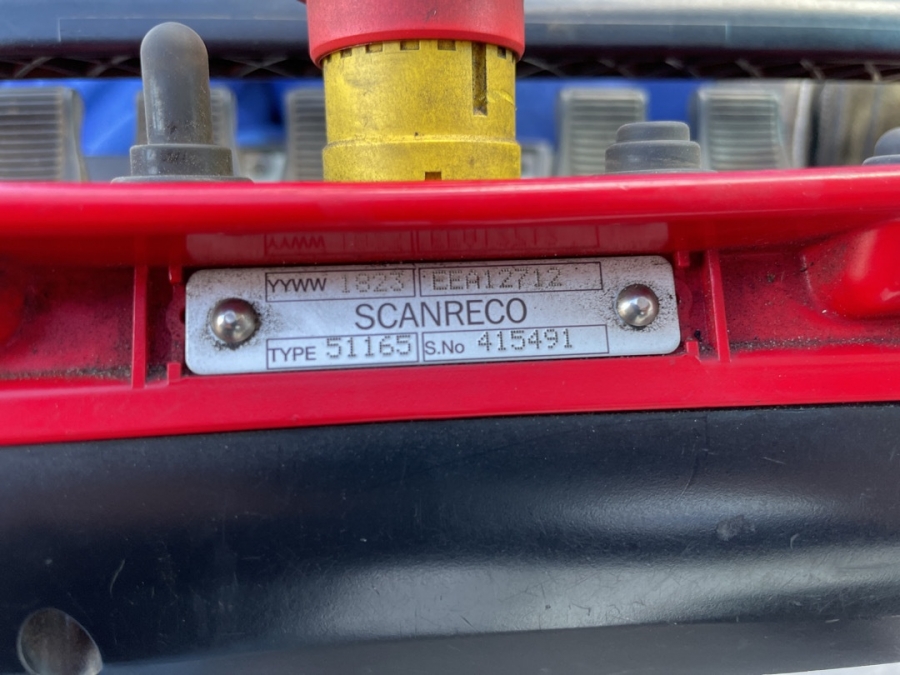 YYWW 1823 EEA12712
SCANRECO
TYPE 51165 S.No 415491